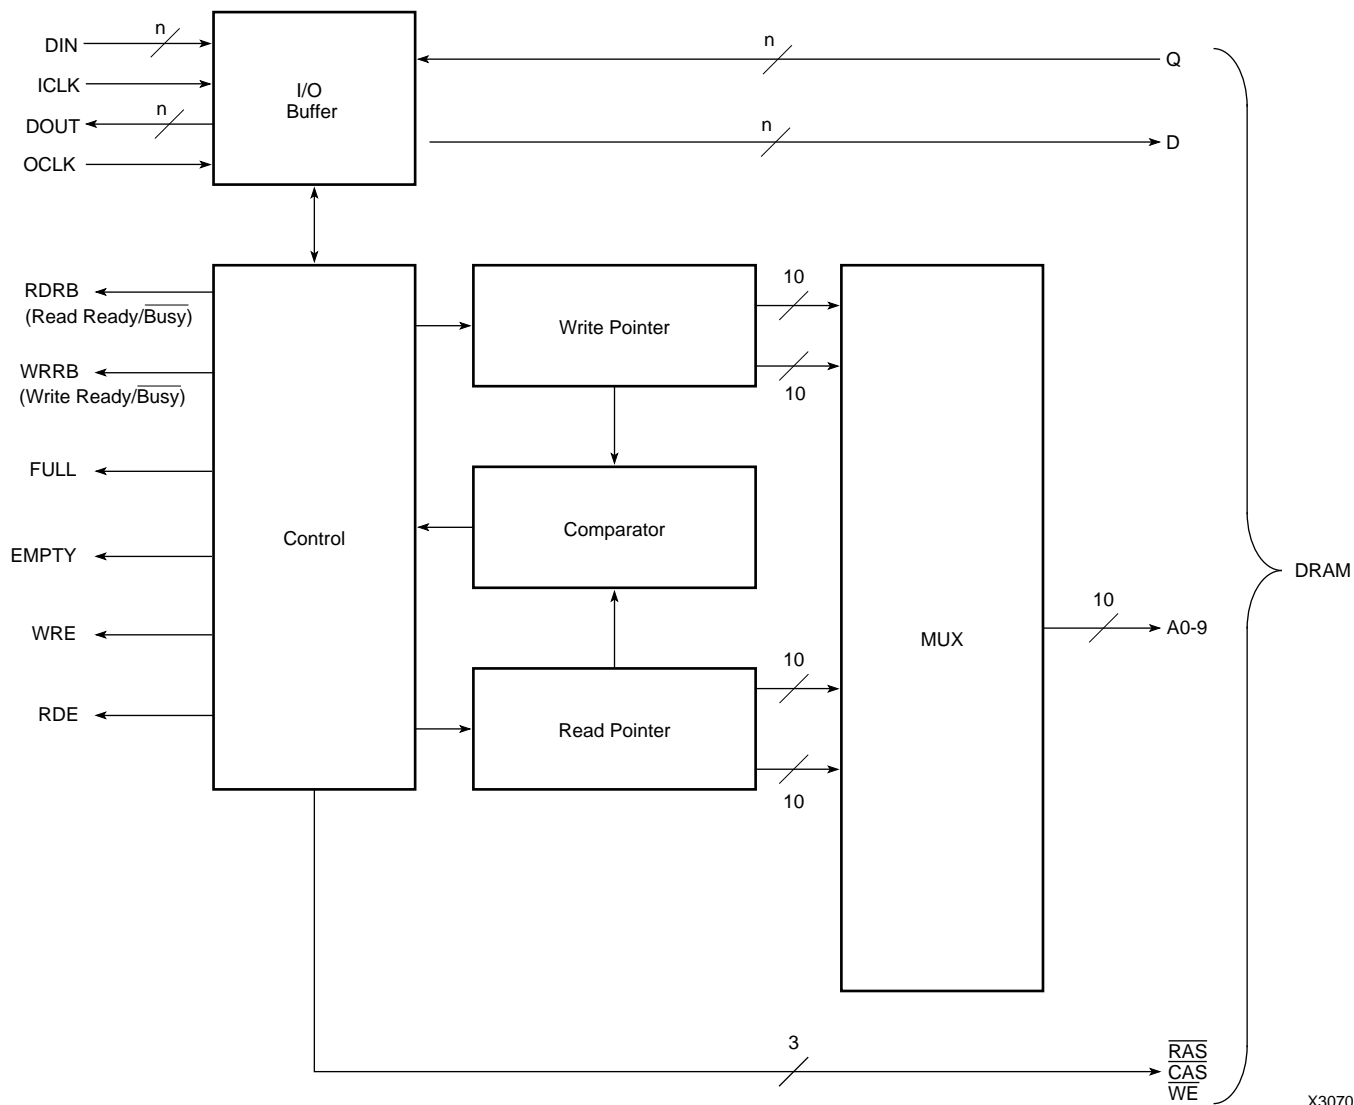 DIN
n
n
Q
ICLK
I/O
Buffer
n
DOUT
n
D
OCLK
RDRB
(Read Ready/Busy)
10
Write Pointer
WRRB
(Write Ready/Busy)
10
FULL
Control
Comparator
EMPTY
DRAM
WRE
10
A0-9
MUX
10
RDE
Read Pointer
10
3
RAS
CAS
WE
X3070